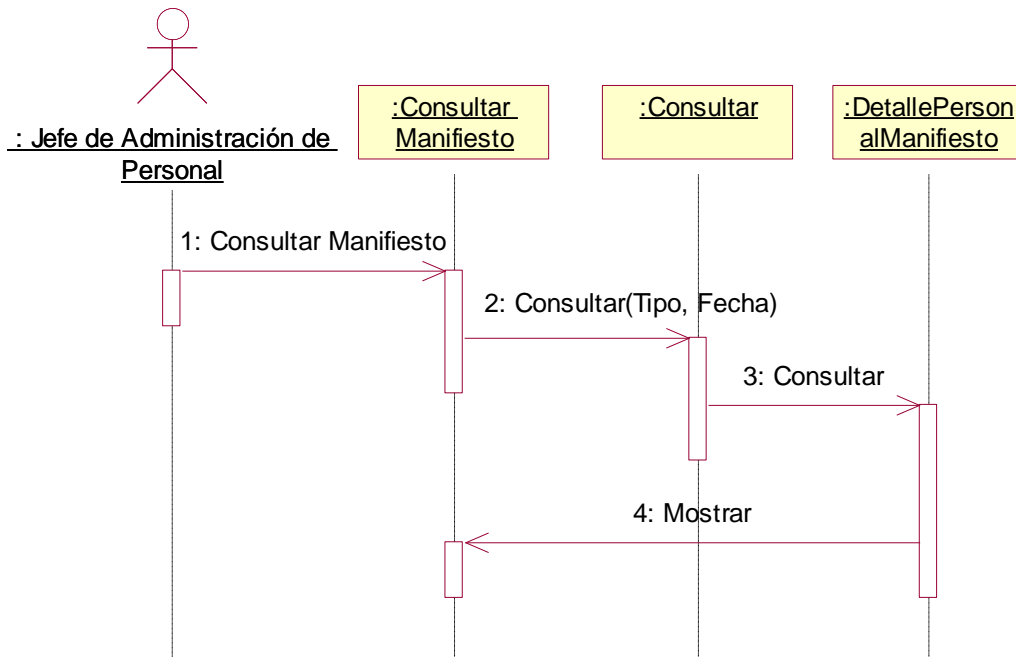 : Jefe de Administración de
Personal
:Consultar
Manifiesto
:Consultar
:DetallePerson
alManifiesto
1: Consultar Manifiesto
2: Consultar(Tipo, Fecha)
3: Consultar
4: Mostrar